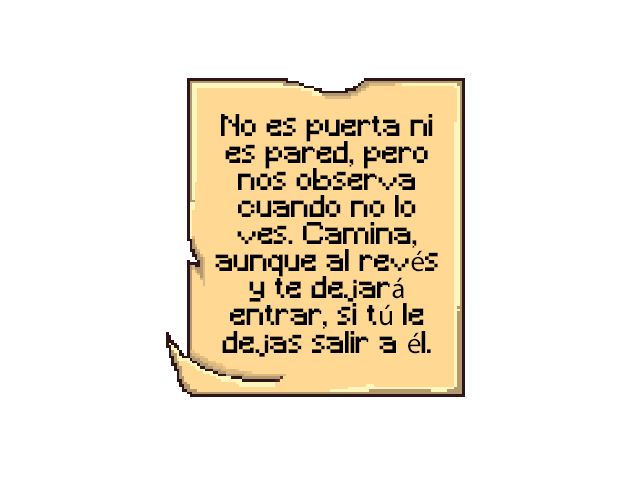 No es puerta ni
es pared, pero
nos observa
cuando no lo
ves. Camina,
aunque al revés
y te dejará
entrar, si tú le
dejas salir a él.